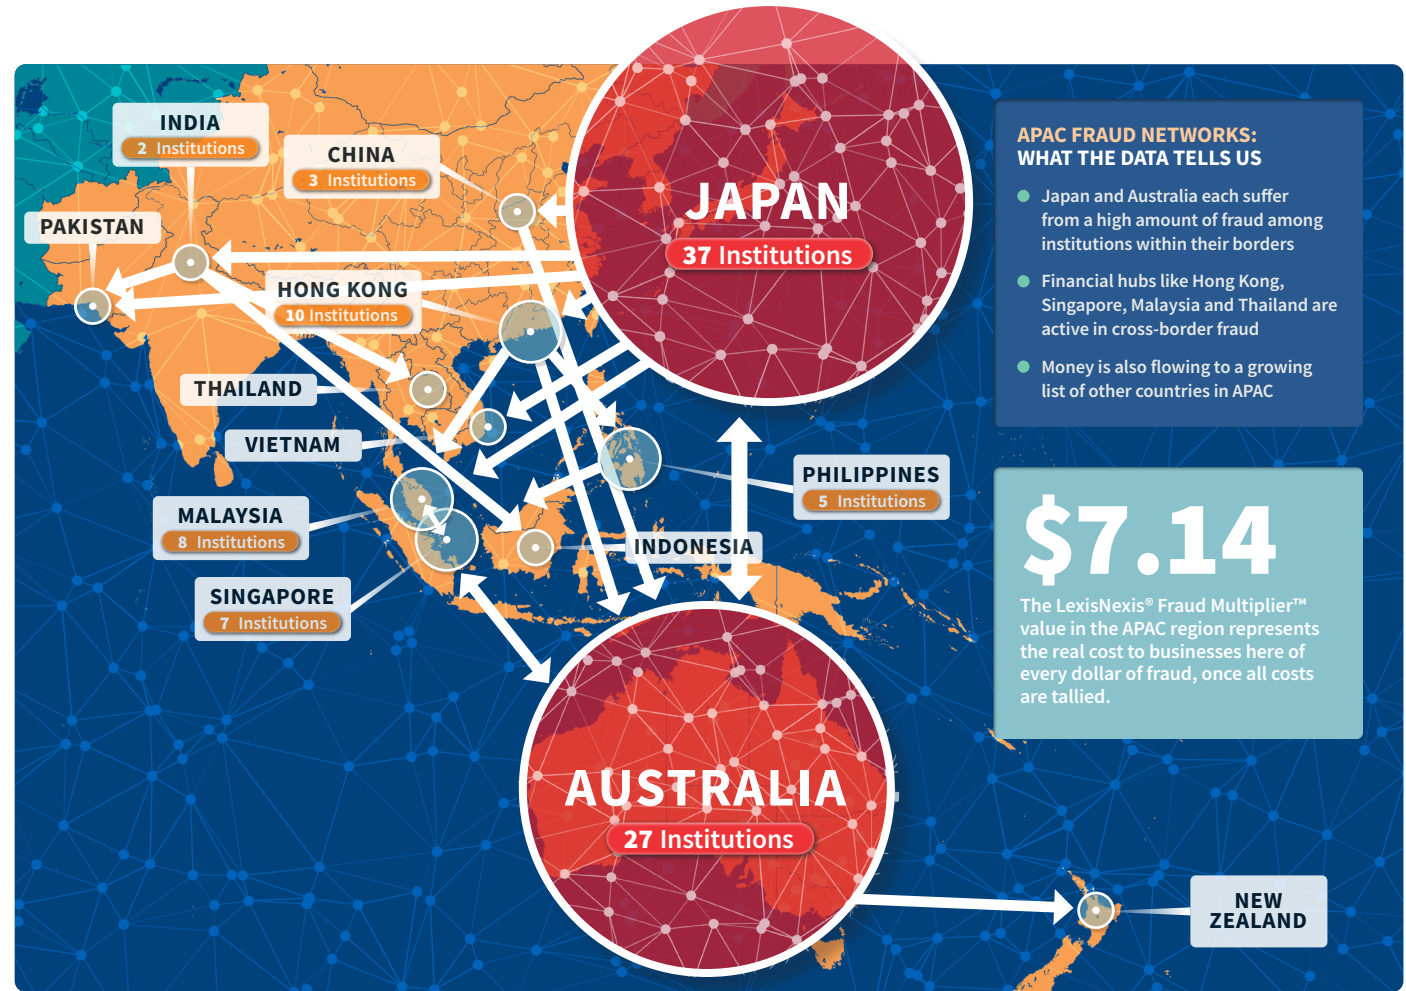 INDIA
2 Institutions
CHINA
3 Institutions
PAKISTAN
HONG KONG
10 Institutions
JAPAN
37 Institutions
THAILAND
VIETNAM
MALAYSIA
8 Institutions
SINGAPORE
7 Institutions
PHILIPPINES
5 Institutions
INDONESIA
AUSTRALIA
27 Institutions
NEW
ZEALAND
APAC FRAUD NETWORKS:
WHAT THE DATA TELLS US
Japan and Australia each suffer
from a high amount of fraud among
institutions within their borders
Financial hubs like Hong Kong,
Singapore, Malaysia and Thailand are
active in cross-border fraud
Money is also flowing to a growing
list of other countries in APAC
$7.14
The LexisNexis® Fraud Multiplier™
value in the APAC region represents
the real cost to businesses here of
every dollar of fraud, once all costs
are tallied.